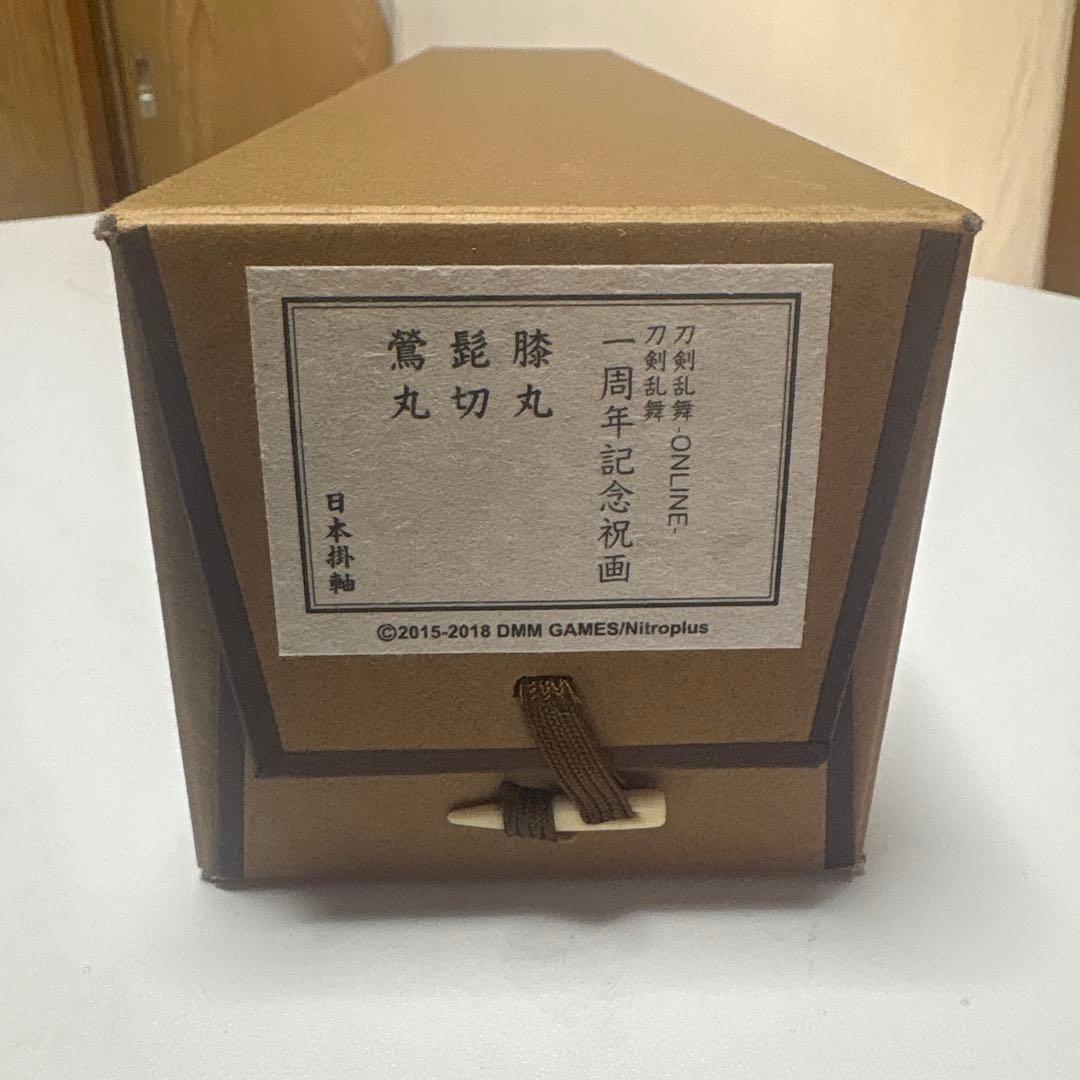 刀剣乱舞-ONLINE-
刀剣乱舞
一周年記念祝画
膝丸
髭切
鶯丸
日本掛軸
©2015-2018 DMM GAMES/Nitroplus